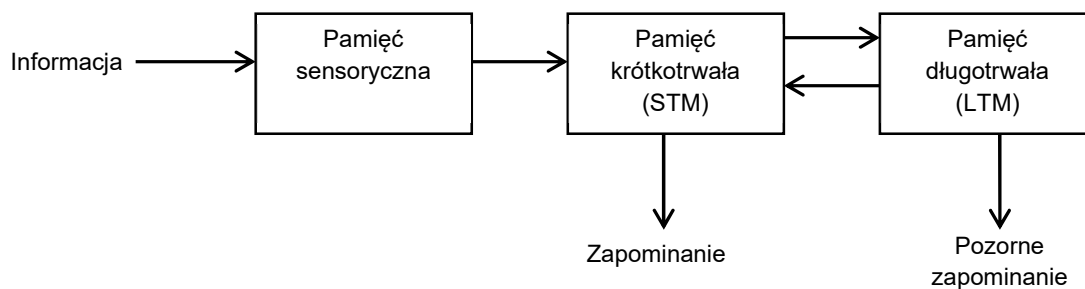 Informacja
Pamięć
sensoryczna
Pamięć
krótkotrwała
(STM)
Pamięć
długotrwała
(LTM)
Zapominanie
Pozorne
zapominanie